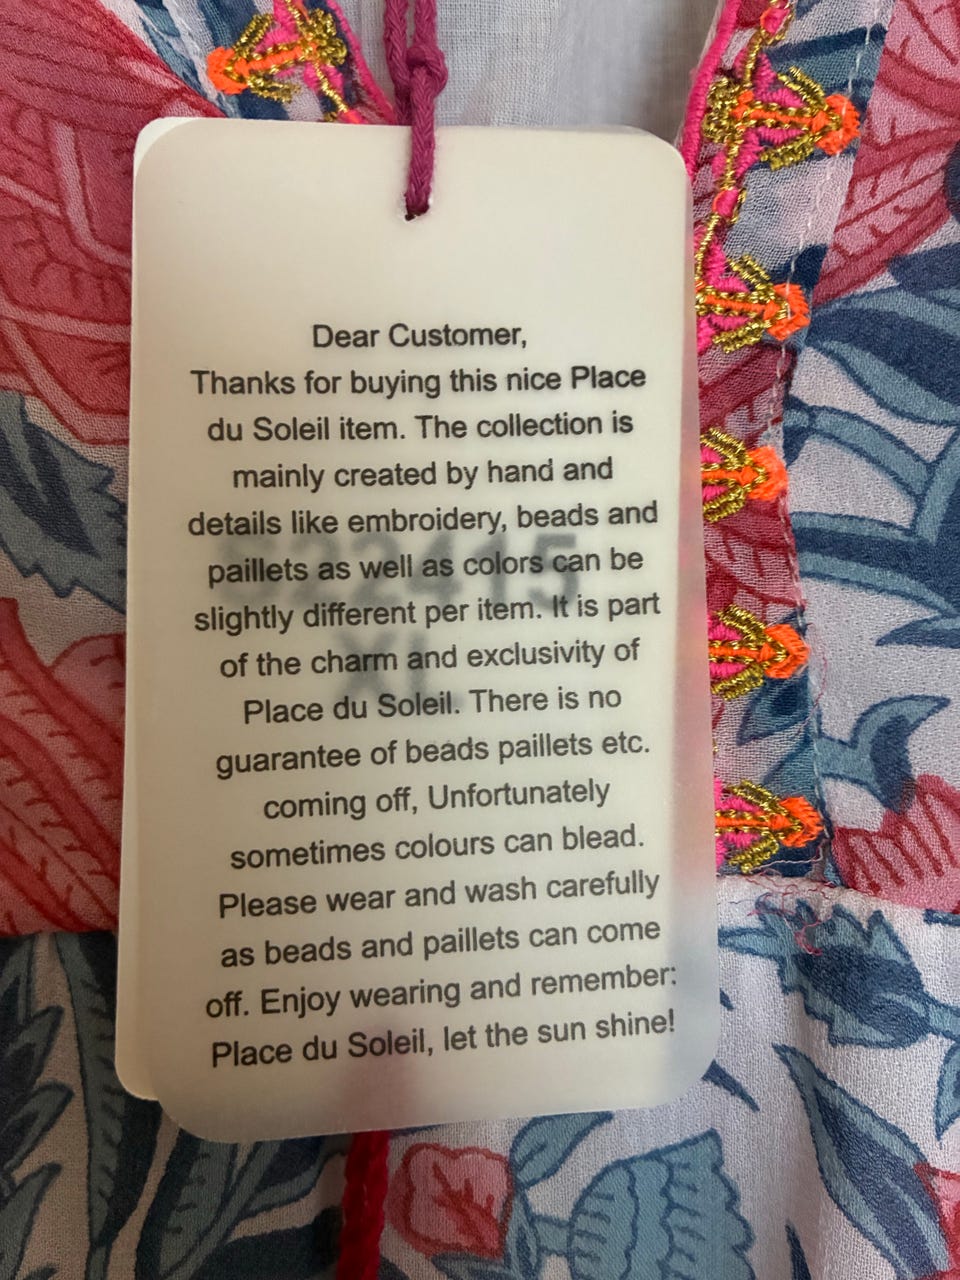 Dear Customer,
Thanks for buying this nice Place
du Soleil item. The collection is
mainly created by hand and
details like embroidery, beads and
paillets as well as colors can be
slightly different per item. It is part
of the charm and exclusivity of
Place du Soleil. There is no
guarantee of beads paillets etc.
coming off, Unfortunately
sometimes colours can blead.
Please wear and wash carefully
as beads and paillets can come
off. Enjoy wearing and remember:
Place du Soleil, let the sun shine!